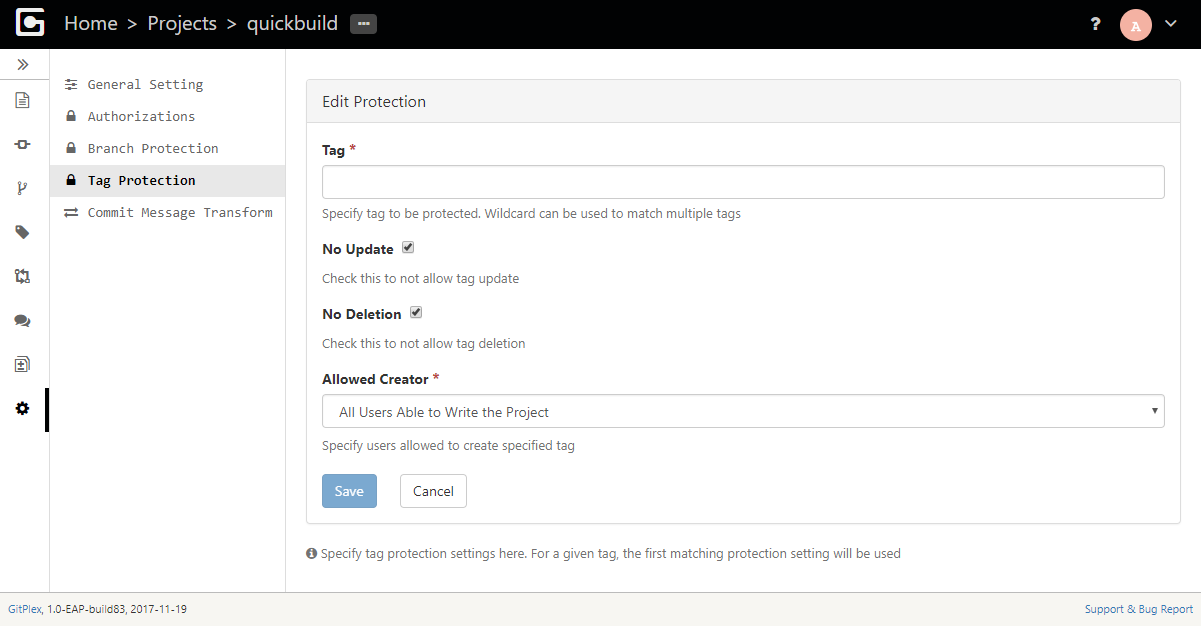 Home > Projects > quickbuild ...
? A
General Setting
Authorizations
Branch Protection
Tag Protection
Commit Message Transform
Edit Protection
Tag *
Specify tag to be protected. Wildcard can be used to match multiple tags
No Update
Check this to not allow tag update
No Deletion
Check this to not allow tag deletion
Allowed Creator *
All Users Able to Write the Project
Specify users allowed to create specified tag
Save Cancel
Specify tag protection settings here. For a given tag, the first matching protection setting will be used
GitPlex, 1.0-EAP-build83, 2017-11-19
Support & Bug Report